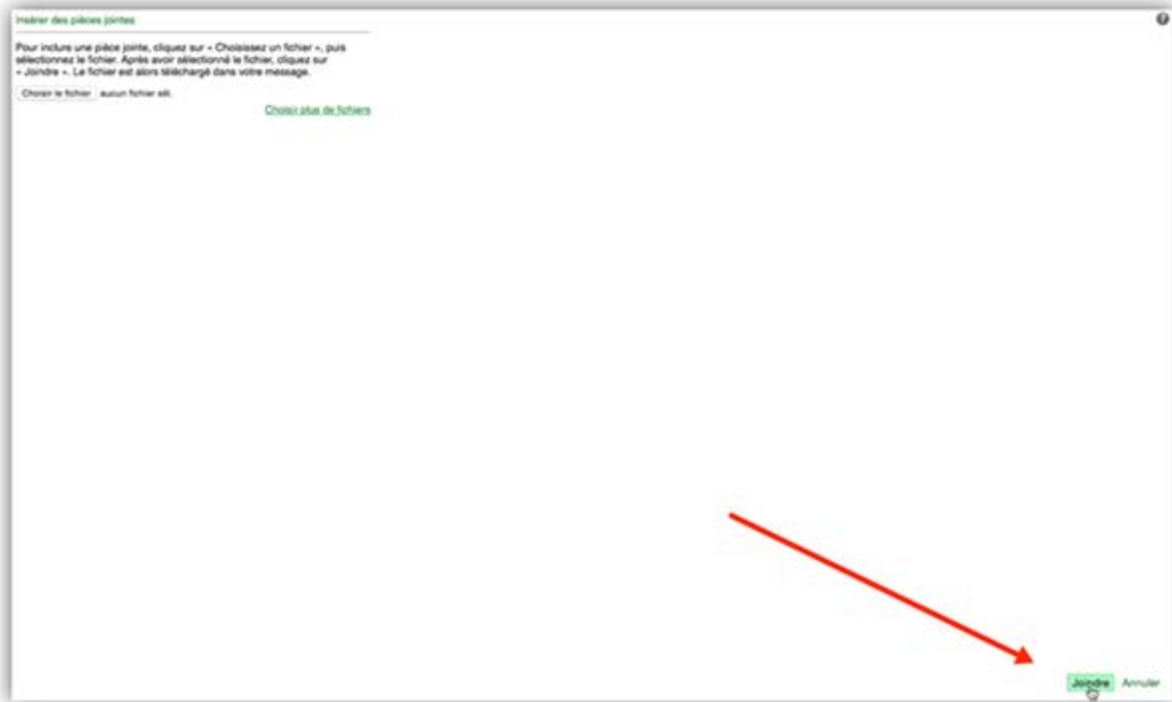 Insérer des pièces jointes
?
Pour inclure une pièce jointe, cliquez sur « Choisissez un fichier », puis
sélectionnez le fichier. Après avoir sélectionné le fichier, cliquez sur
« Joindre ». Le fichier est alors téléchargé dans votre message.
Choisir le fichier aucun fichier sél.
Choisir plus de fichiers
Joindre Annuler